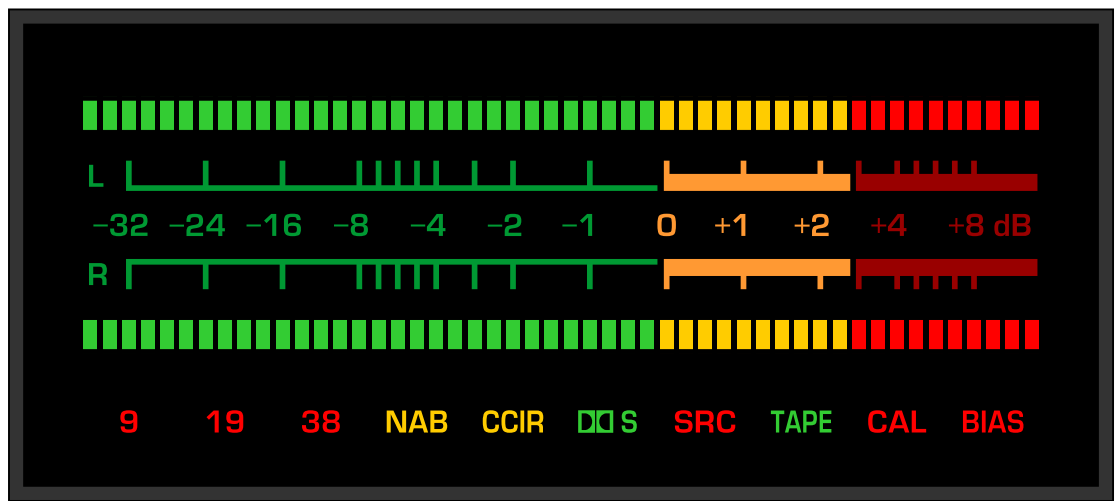 L
−32 −24 −16 −8 −4 −2 −1 0 +1 +2 +4 +8 dB
R
9 19 38 NAB CCIR S SRC TAPE CAL BIAS